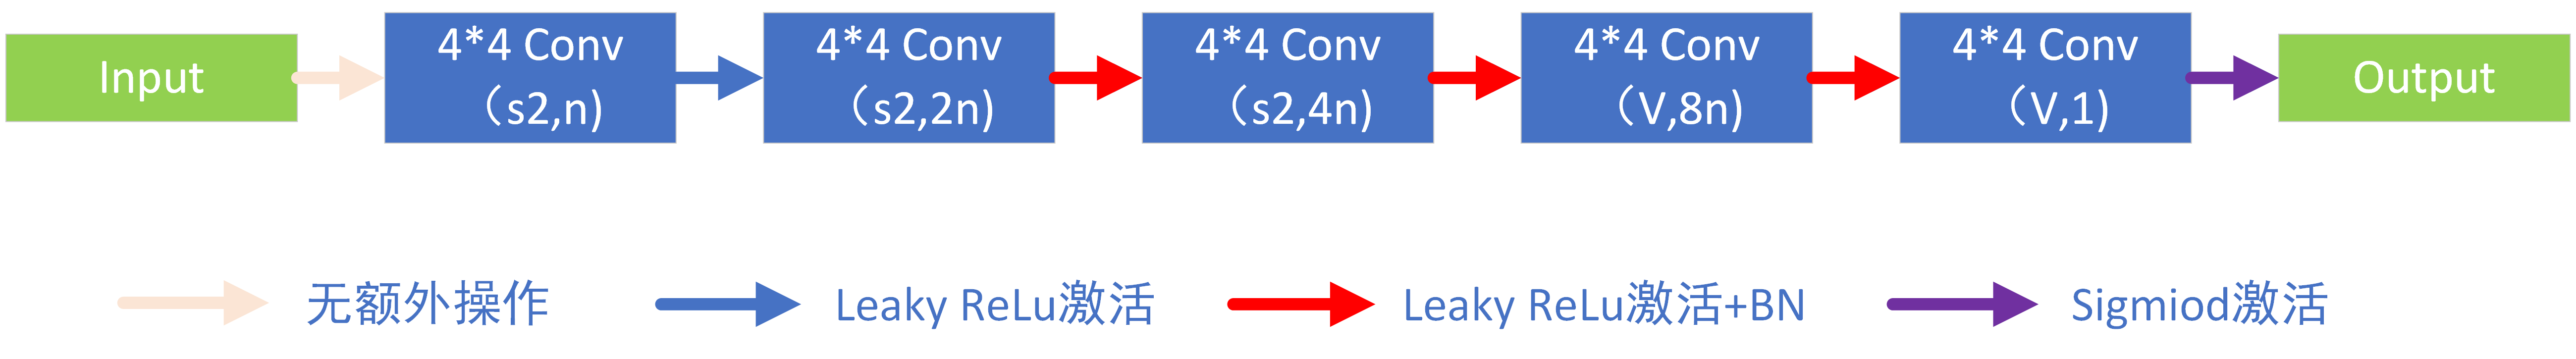 Input
4*4 Conv
（s2,n)
4*4 Conv
（s2,2n)
4*4 Conv
（s2,4n)
4*4 Conv
（V,8n)
4*4 Conv
（V,1)
Output
无额外操作
Leaky ReLu激活
Leaky ReLu激活+BN
Sigmiod激活